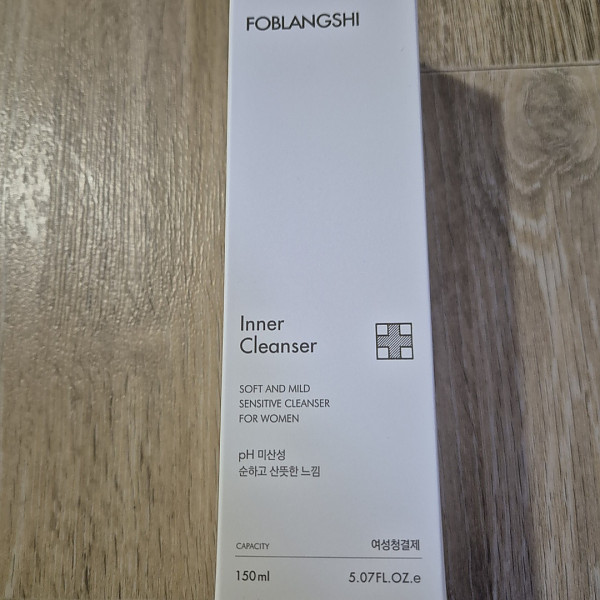 FOBLANGSHI
Inner
Cleanser
SOFT AND MILD
SENSITIVE CLEANSER
FOR WOMEN
pH 미산성
순하고 산뜻한 느낌
CAPACITY 여성청결제
150ml 5.07FL.OZ.e